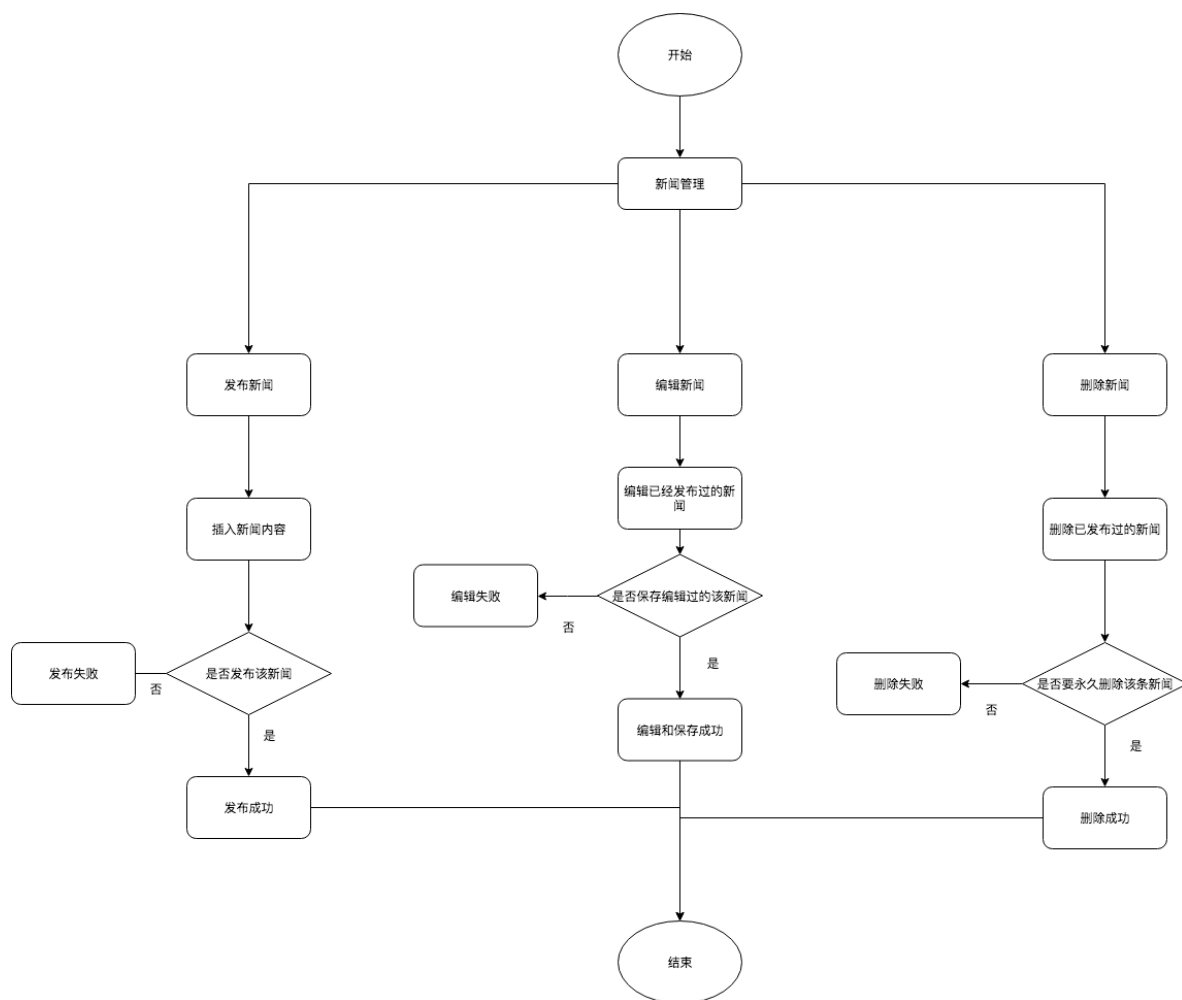 开始
新闻管理
发布新闻
编辑新闻
删除新闻
编辑已经发布过的新
闻
插入新闻内容
删除已发布过的新闻
编辑失败
是否保存编辑过的该新闻
否
发布失败
是否发布该新闻
否
是
删除失败
是否要永久删除该条新闻
否
编辑和保存成功
是
是
发布成功
删除成功
结束